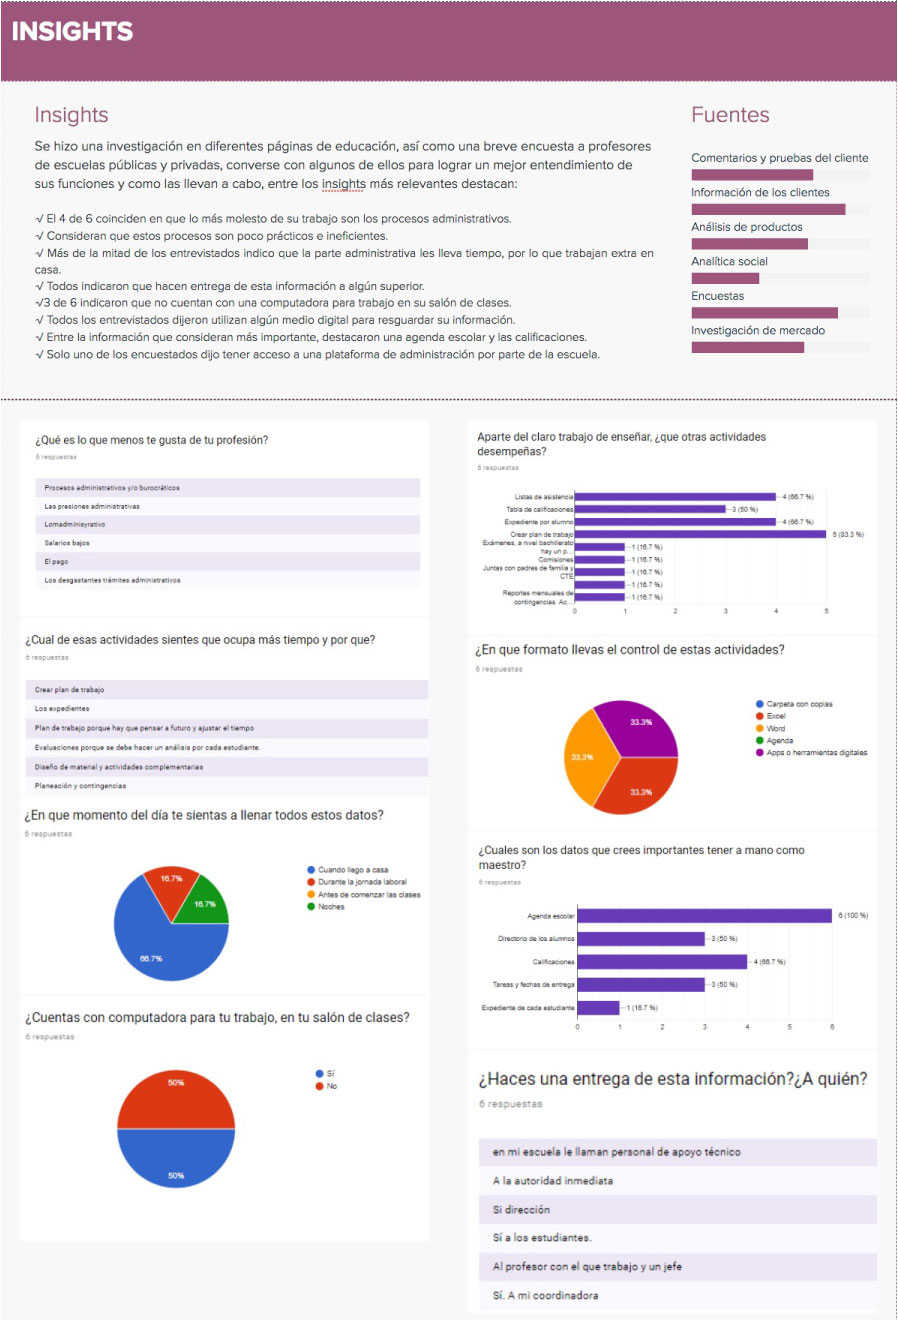 INSIGHTS
Insights
Se hizo una investigación en diferentes páginas de educación, así como una breve encuesta a profesores
de escuelas públicas y privadas, converse con algunos de ellos para lograr un mejor entendimiento de
sus funciones y como las llevan a cabo, entre los insights más relevantes destacan:
√ El 4 de 6 coinciden en que lo más molesto de su trabajo son los procesos administrativos.
√ Consideran que estos procesos son poco prácticos e ineficientes.
√ Más de la mitad de los entrevistados indico que la parte administrativa les lleva tiempo, por lo que trabajan extra en
casa.
√ Todos indicaron que hacen entrega de esta información a algún superior.
√3 de 6 indicaron que no cuentan con una computadora para trabajo en su salón de clases.
√ Todos los entrevistados dijeron utilizan algún medio digital para resguardar su información.
√ Entre la información que consideran más importante, destacaron una agenda escolar y las calificaciones.
√ Solo uno de los encuestados dijo tener acceso a una plataforma de administración por parte de la escuela.
Fuentes
Comentarios y pruebas del cliente
Información de los clientes
Análisis de productos
Analítica social
Encuestas
Investigación de mercado
¿Qué es lo que menos te gusta de tu profesión?
6 respuestas
Procesos administrativos y/o burocráticos
Las presiones administrativas
Lomadminisyrativo
Salarios bajos
El pago
Los desgastantes trámites administrativos
¿Cual de esas actividades sientes que ocupa más tiempo y por que?
6 respuestas
Crear plan de trabajo
Los expedientes
Plan de trabajo porque hay que pensar a futuro y ajustar el tiempo
Evaluaciones porque se debe hacer un análisis por cada estudiante.
Diseño de material y actividades complementarias
Planeación y contingencias
¿En que momento del día te sientas a llenar todos estos datos?
6 respuestas
16.7%
16.7%
66.7%
Cuando llego a casa
Durante la jornada laboral
Antes de comenzar las clases
Noches
¿Cuentas con computadora para tu trabajo, en tu salón de clases?
6 respuestas
50%
50%
Sí
No
Aparte del claro trabajo de enseñar, ¿que otras actividades
desempeñas?
6 respuestas
Listas de asistencia 4 (66.7 %)
Tabla de calificaciones 3 (50 %)
Expediente por alumno 4 (66.7 %)
Crear plan de trabajo 5 (83.3 %)
Exámenes, a nivel bachillerato
hay un p... 1 (16.7 %)
Comisiones 1 (16.7 %)
Juntas con padres de familia y
CTE 1 (16.7 %)
1 (16.7 %)
Reportes mensuales de
contingencias. Ac... 1 (16.7 %)
0 1 2 3 4 5
¿En que formato llevas el control de estas actividades?
6 respuestas
33.3%
33.3%
33.3%
Carpeta con copias
Excel
Word
Agenda
Apps o herramientas digitales
¿Cuales son los datos que crees importantes tener a mano como
maestro?
6 respuestas
Agenda escolar 6 (100 %)
Directorio de los alumnos 3 (50 %)
Calificaciones 4 (66.7 %)
Tareas y fechas de entrega 3 (50 %)
Expediente de cada estudiante 1 (16.7 %)
0 1 2 3 4 5 6
¿Haces una entrega de esta información?¿A quién?
6 respuestas
en mi escuela le llaman personal de apoyo técnico
A la autoridad inmediata
Si dirección
Sí a los estudiantes.
Al profesor con el que trabajo y un jefe
Sí. A mi coordinadora